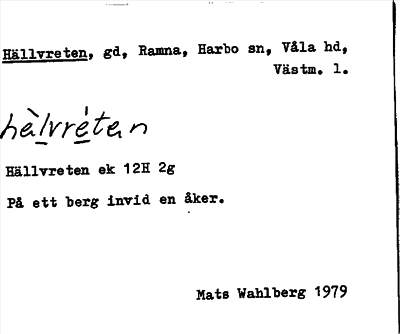 Hällvreten, gd, Ramna, Harbo sn, Våla hd,
Västm. l.
hàlvréten
Hällvreten ek 12H 2g
På ett berg invid en åker.
Mats Wahlberg 1979